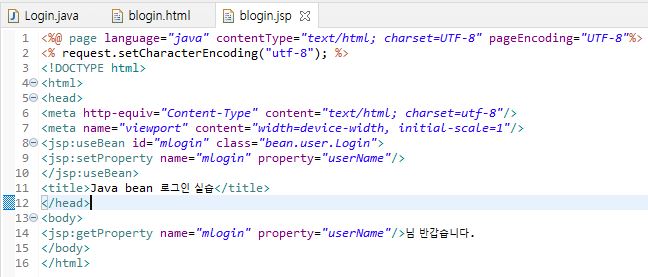 Login.java blogin.html blogin.jsp
1 <%@ page language="java" contentType="text/html; charset=UTF-8" pageEncoding="UTF-8"%>
2 <% request.setCharacterEncoding("utf-8"); %>
3 <!DOCTYPE html>
4 <html>
5 <head>
6 <meta http-equiv="Content-Type" content="text/html; charset=utf-8"/>
7 <meta name="viewport" content="width=device-width, initial-scale=1"/>
8 <jsp:useBean id="mlogin" class="bean.user.Login">
9 <jsp:setProperty name="mlogin" property="userName"/>
10 </jsp:useBean>
11 <title>Java bean 로그인 실습</title>
12 </head>
13 <body>
14 <jsp:getProperty name="mlogin" property="userName"/>님 반갑습니다.
15 </body>
16 </html>